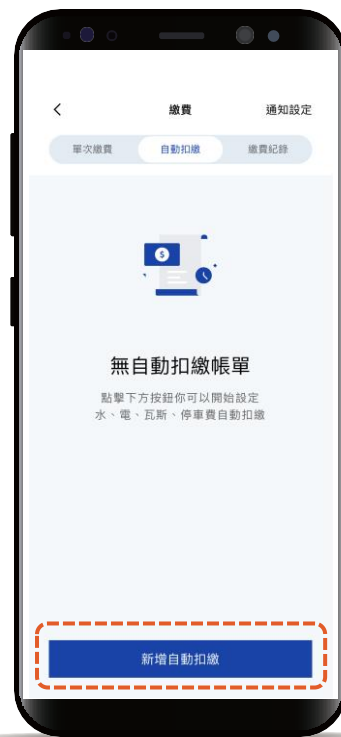 繳費
通知設定
單次繳費
自動扣繳
繳費紀錄
$
無自動扣繳帳單
點擊下方按鈕你可以開始設定
水、電、瓦斯、停車費自動扣繳
新增自動扣繳